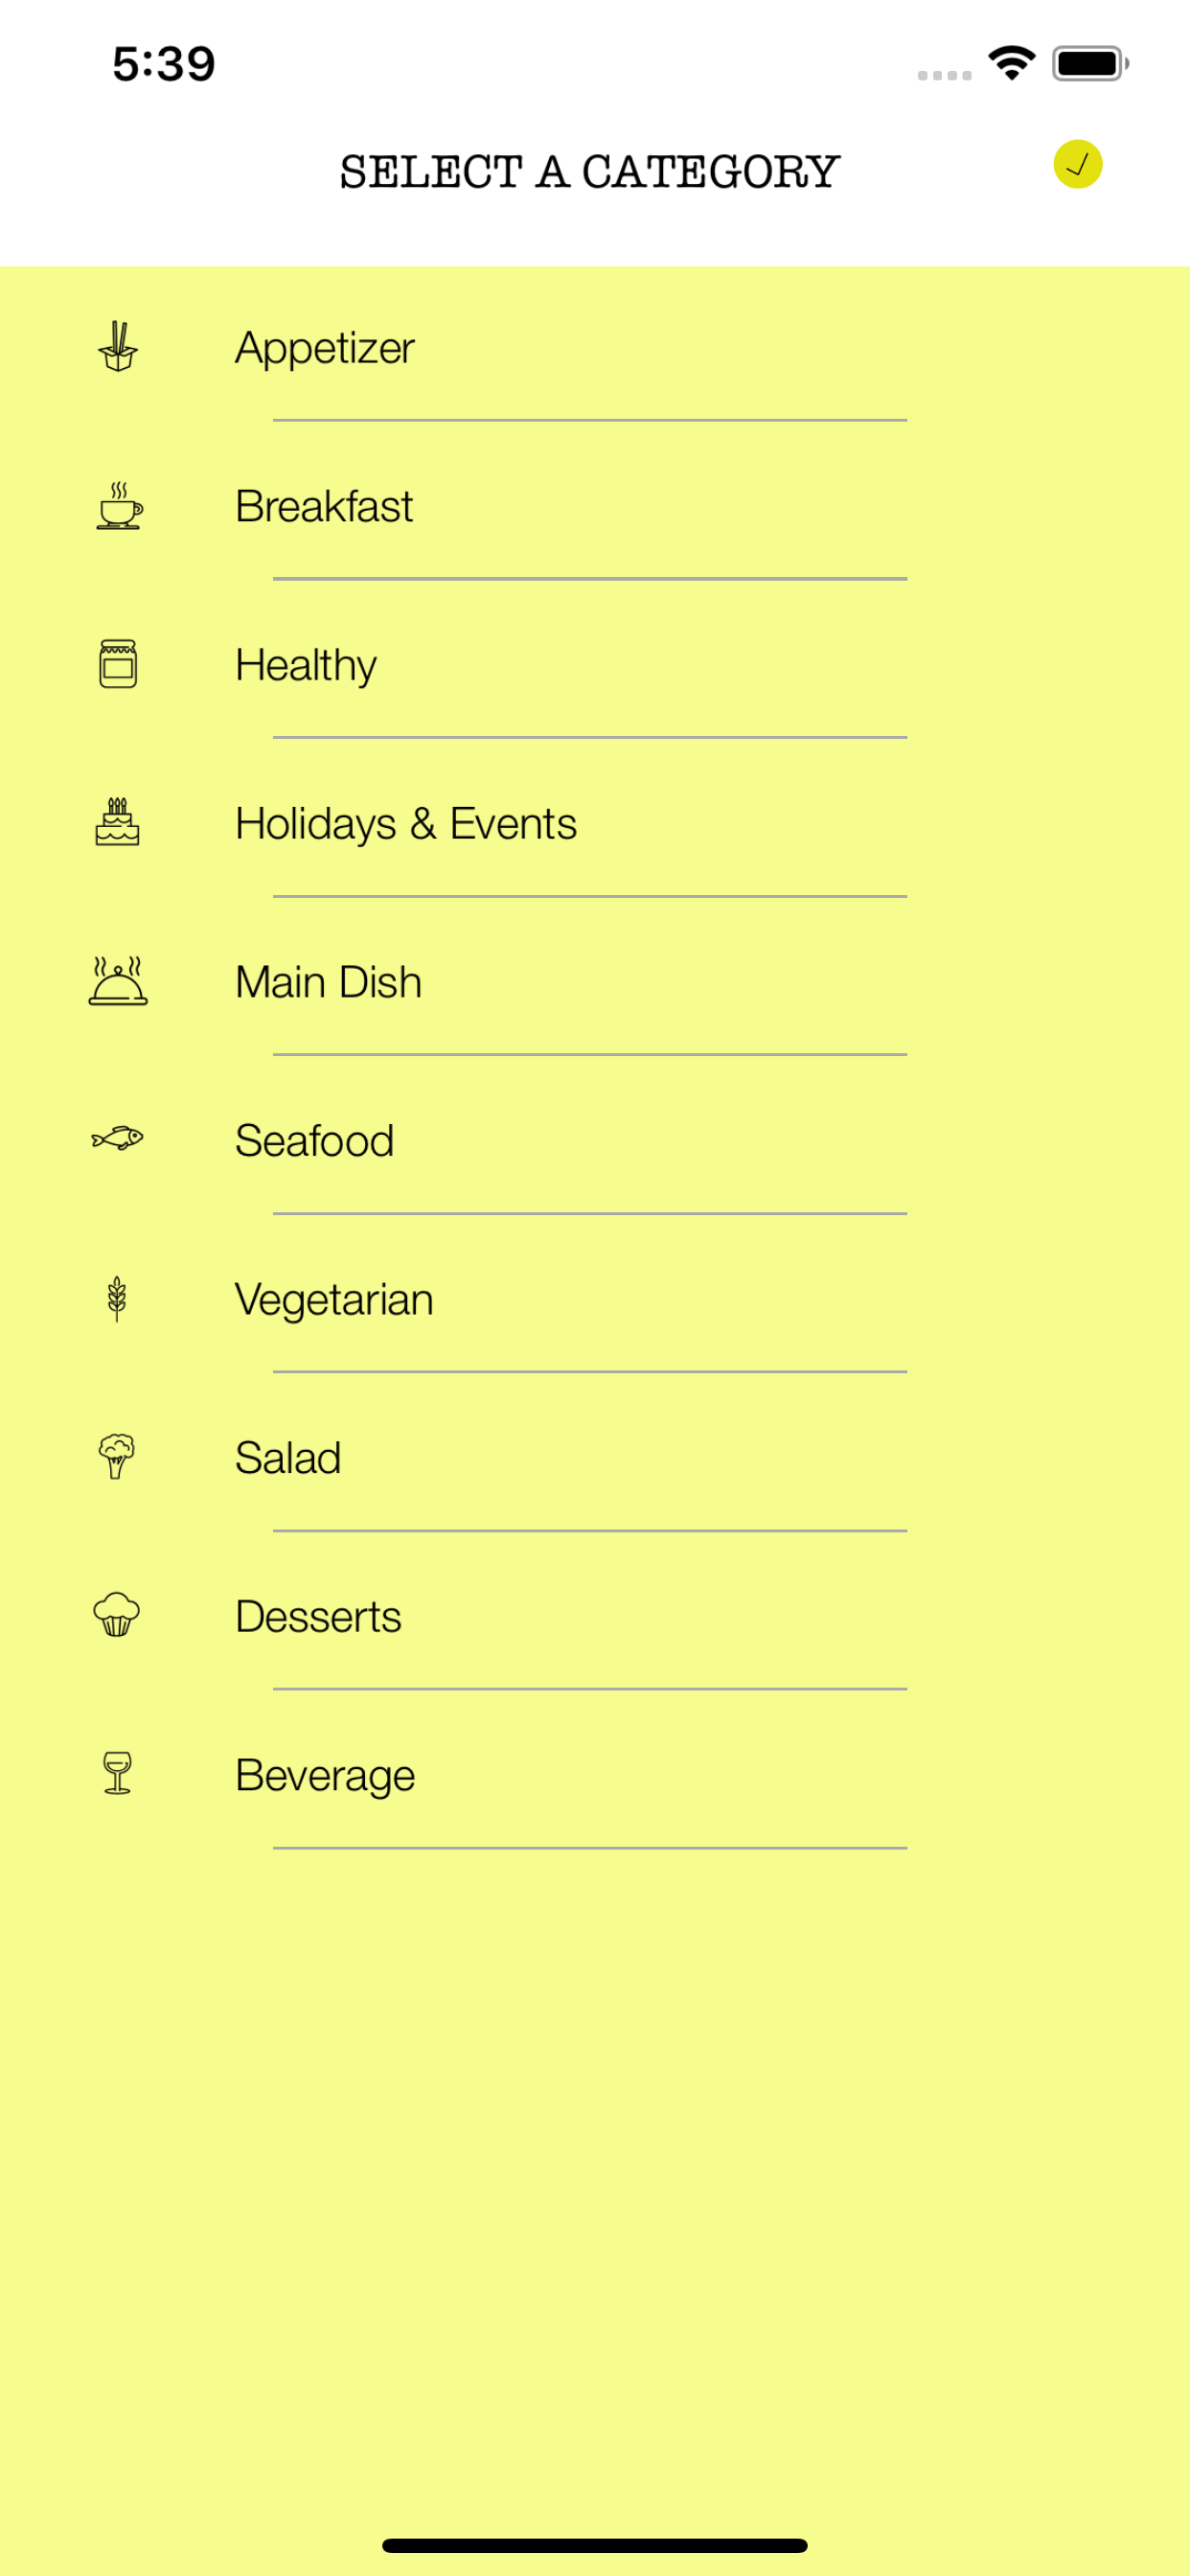 5:39
SELECT A CATEGORY
Appetizer
Breakfast
Healthy
Holidays & Events
Main Dish
Seafood
Vegetarian
Salad
Desserts
Beverage